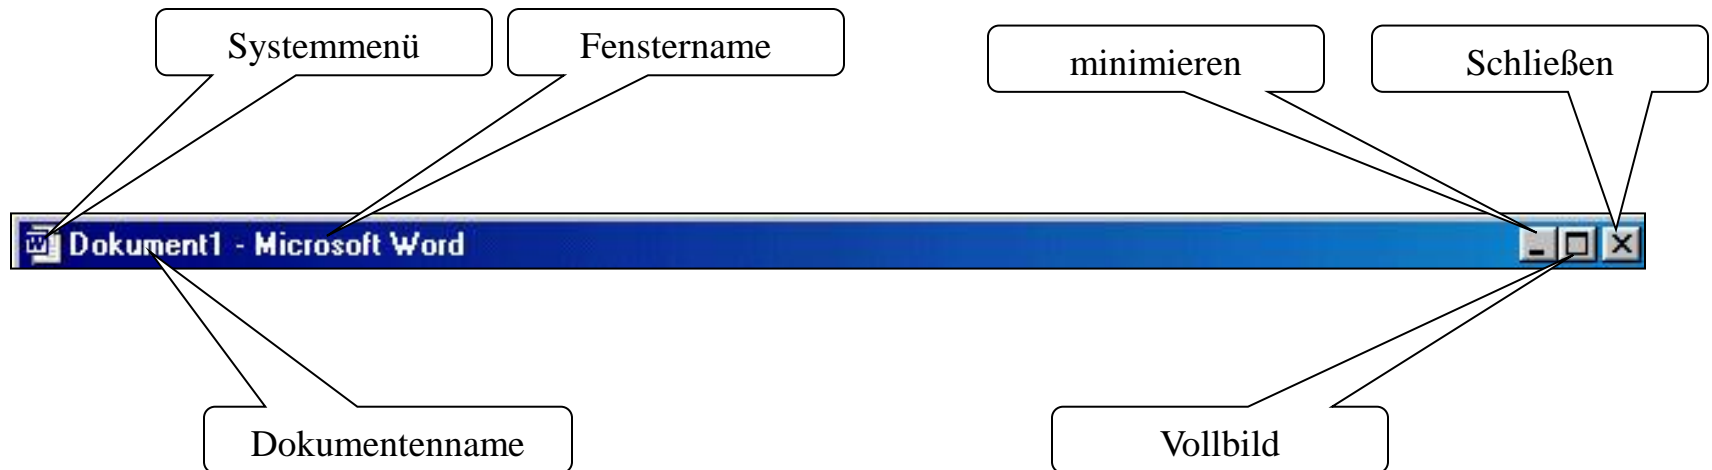 Systemmenü
Fenstername
minimieren
Schließen
Dokument1 - Microsoft Word
Dokumentenname
Vollbild